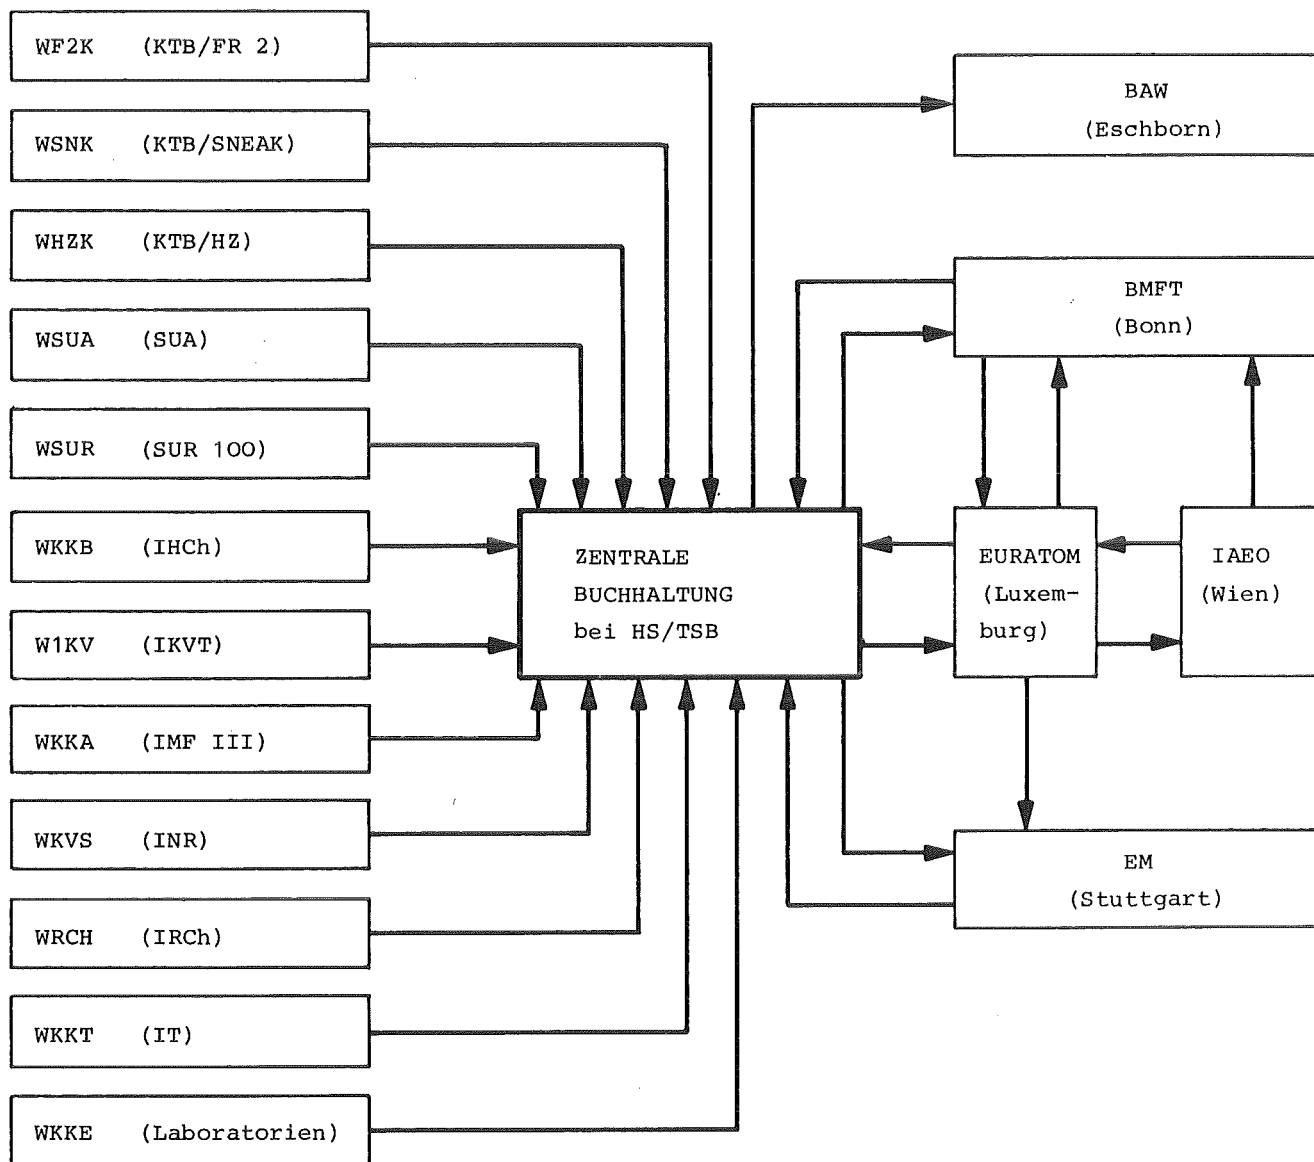 WF2K (KTB/FR 2)
WSNK (KTB/SNEAK)
WHZK (KTB/HZ)
WSUA (SUA)
WSUR (SUR 100)
WKKB (IHCh)
W1KV (IKVT)
WKKA (IMF III)
WKVS (INR)
WRCH (IRCh)
WKKT (IT)
WKKE (Laboratorien)
ZENTRALE
BUCHHALTUNG
bei HS/TSB
BAW
(Eschborn)
BMFT
(Bonn)
EURATOM
(Luxem-
burg)
IAEO
(Wien)
EM
(Stuttgart)